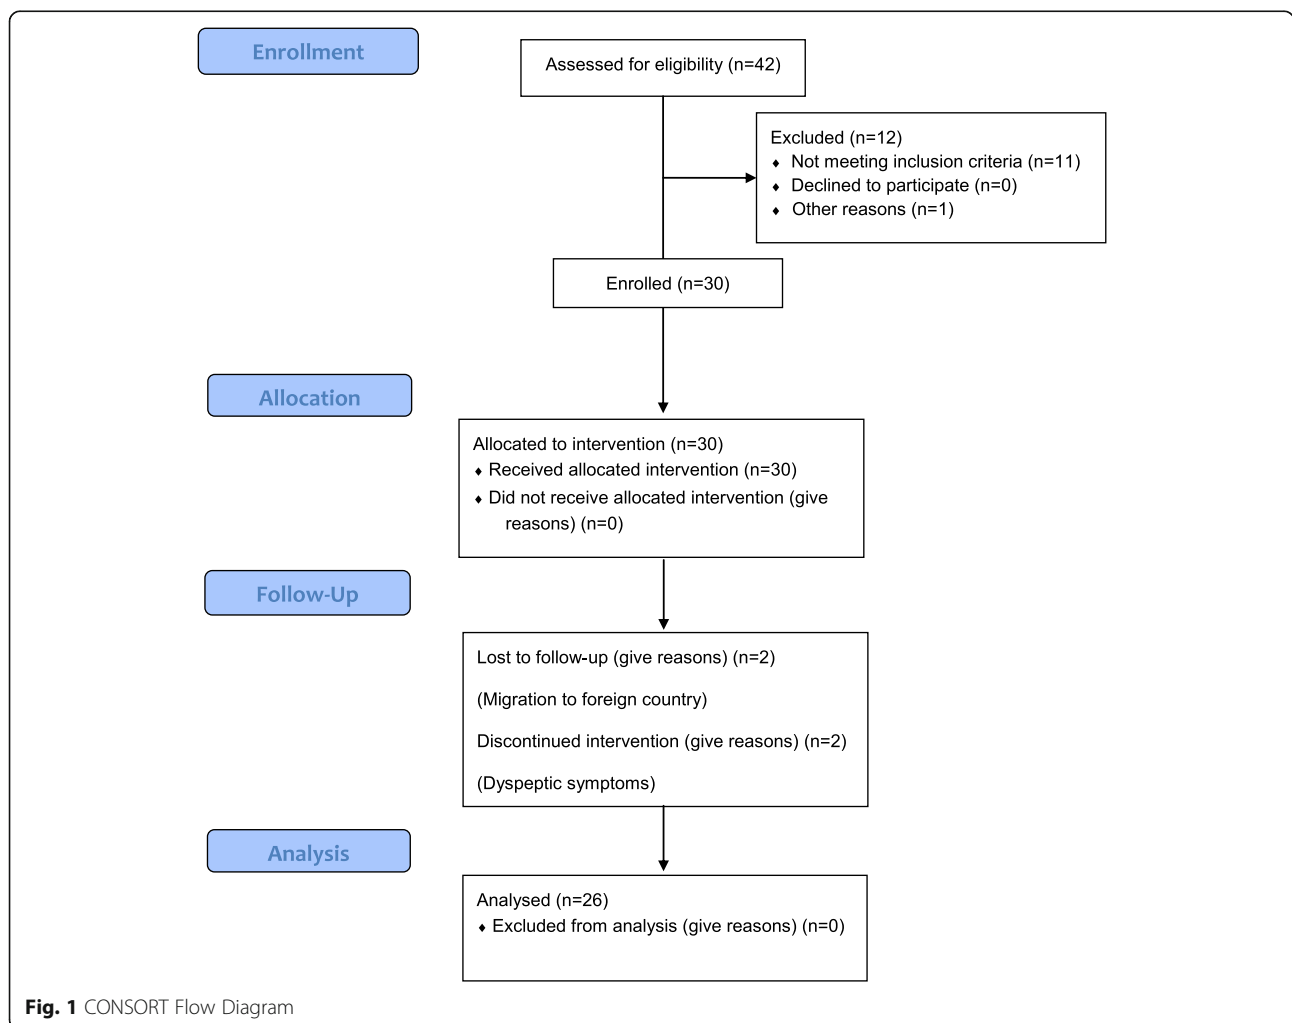 Enrollment
Assessed for eligibility (n=42)
Excluded (n=12)
♦ Not meeting inclusion criteria (n=11)
♦ Declined to participate (n=0)
♦ Other reasons (n=1)
Enrolled (n=30)
Allocation
Allocated to intervention (n=30)
♦ Received allocated intervention (n=30)
♦ Did not receive allocated intervention (give
reasons) (n=0)
Follow-Up
Lost to follow-up (give reasons) (n=2)
(Migration to foreign country)
Discontinued intervention (give reasons) (n=2)
(Dyspeptic symptoms)
Analysis
Analysed (n=26)
♦ Excluded from analysis (give reasons) (n=0)
Fig. 1 CONSORT Flow Diagram